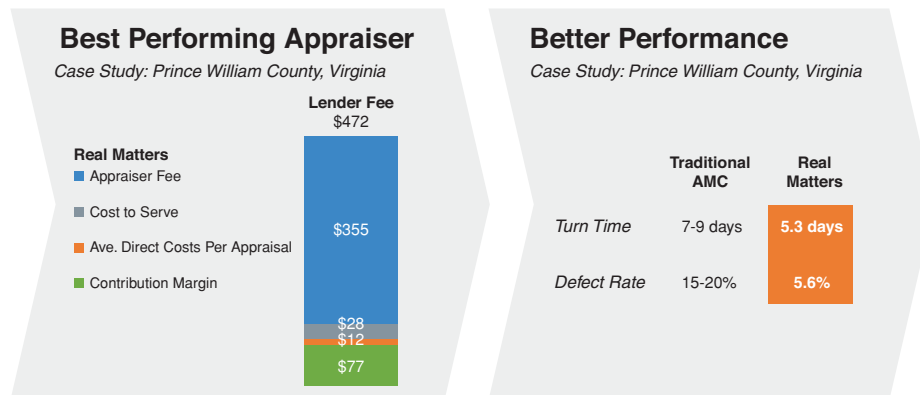 Best Performing Appraiser
Case Study: Prince William County, Virginia
Lender Fee
$472
Real Matters
Appraiser Fee
Cost to Serve
Ave. Direct Costs Per Appraisal
Contribution Margin
$355
$28
$12
$77
Better Performance
Case Study: Prince William County, Virginia
Traditional
AMC
Real
Matters
Turn Time 7-9 days 5.3 days
Defect Rate 15-20% 5.6%